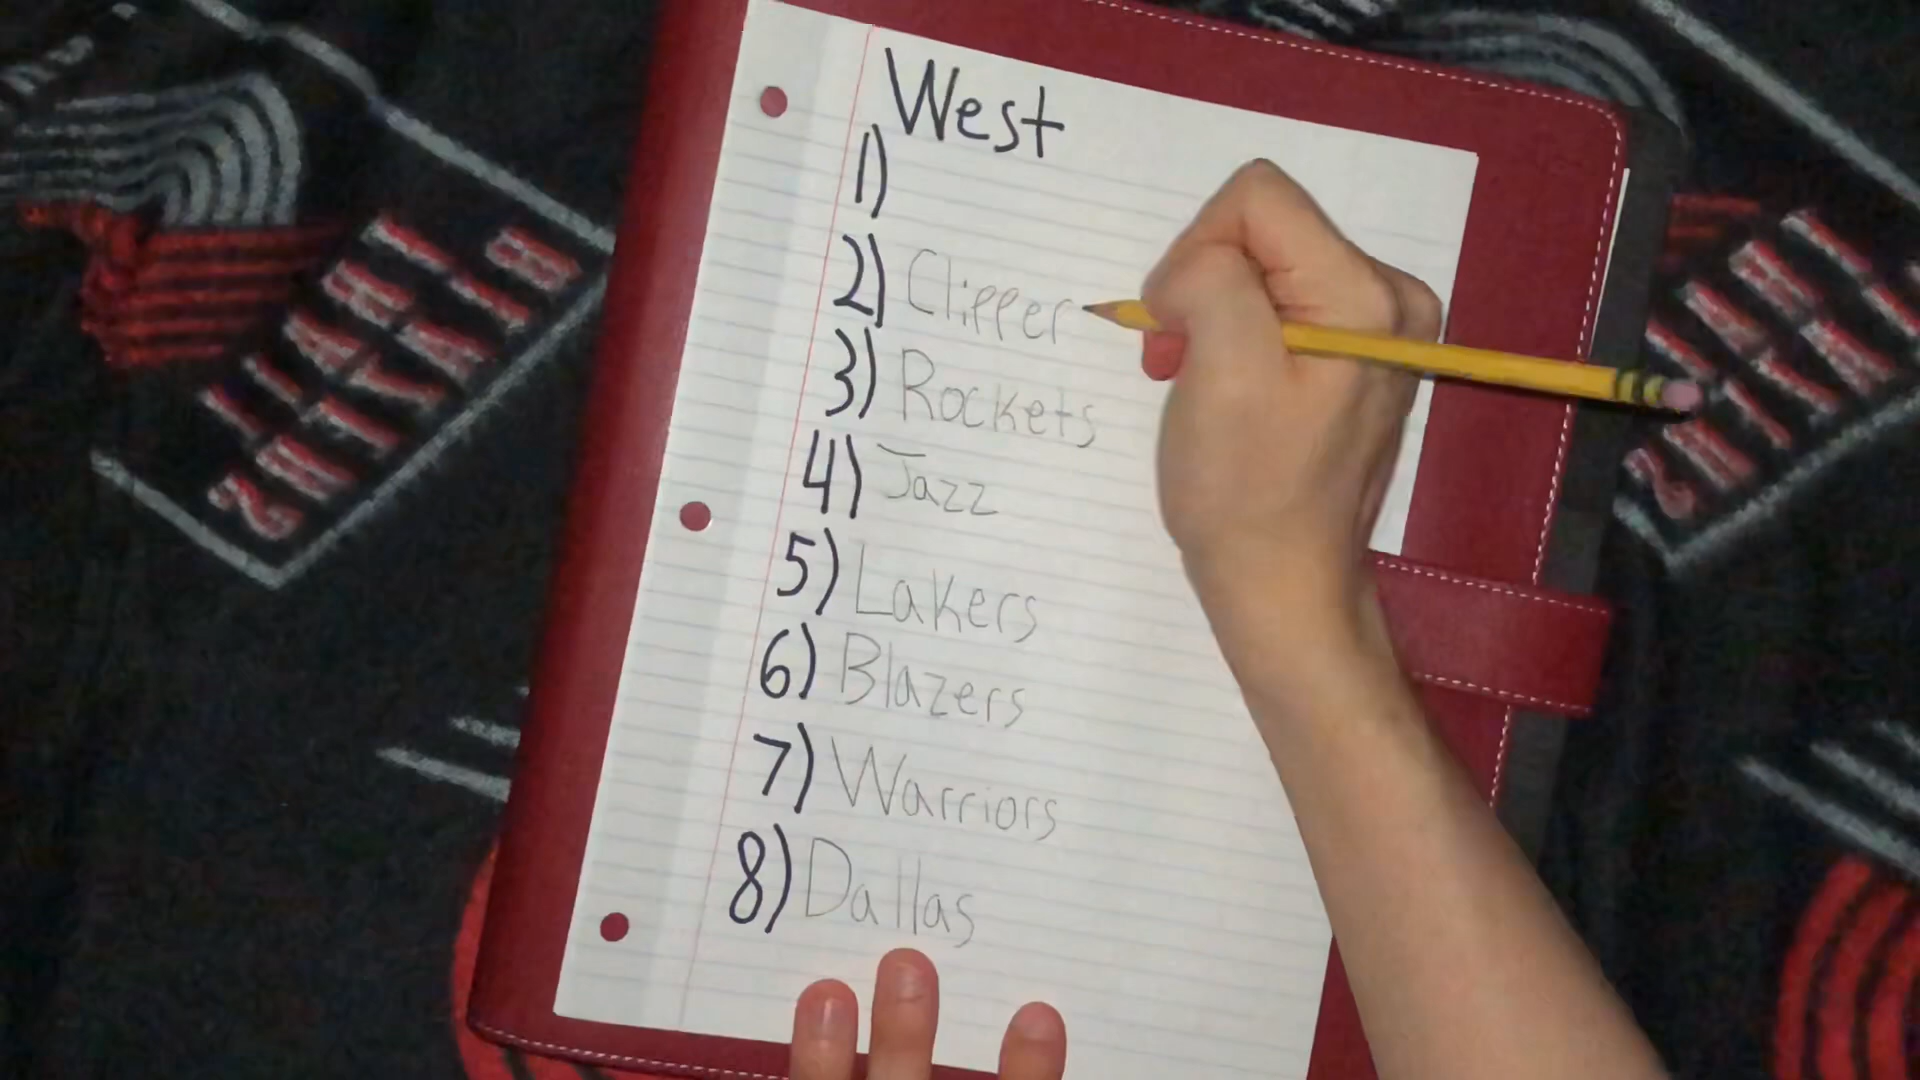 West
1)
2) Clipper
3) Rockets
4) Jazz
5) Lakers
6) Blazers
7) Warriors
8) Dallas